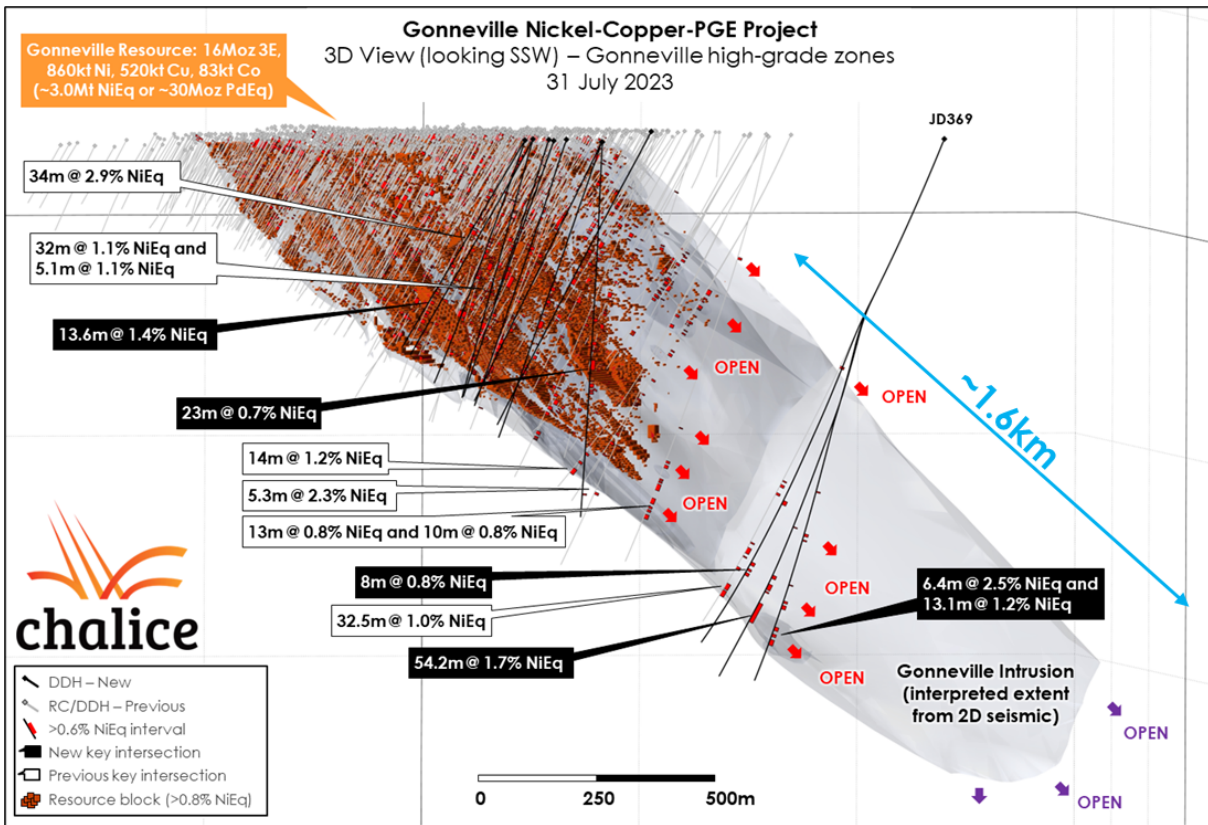 Gonneville Nickel-Copper-PGE Project
3D View (looking SSW) – Gonneville high-grade zones
31 July 2023
Gonneville Resource: 16Moz 3E,
860kt Ni, 520kt Cu, 83kt Co
(~3.0Mt NiEq or ~30Moz PdEq)
JD369
34m @ 2.9% NiEq
32m @ 1.1% NiEq and
5.1m @ 1.1% NiEq
13.6m @ 1.4% NiEq
OPEN
OPEN
~1.6km
23m @ 0.7% NiEq
14m @ 1.2% NiEq
5.3m @ 2.3% NiEq
OPEN
13m @ 0.8% NiEq and 10m @ 0.8% NiEq
8m @ 0.8% NiEq
OPEN
6.4m @ 2.5% NiEq and
13.1m @ 1.2% NiEq
32.5m @ 1.0% NiEq
54.2m @ 1.7% NiEq
OPEN
chalice
Gonneville Intrusion
(interpreted extent
from 2D seismic)
DDH – New
RC/DDH – Previous
>0.6% NiEq interval
New key intersection
Previous key intersection
Resource block (>0.8% NiEq)
0 250 500m
OPEN
OPEN